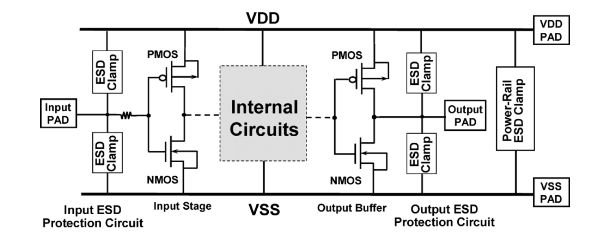 VDD
VDD
PAD
PMOS
PMOS
ESD
Clamp
ESD
Clamp
Input
PAD
Internal
Circuits
Output
PAD
Power-Rail
ESD Clamp
ESD
Clamp
ESD
Clamp
NMOS
NMOS
VSS
PAD
Input ESD
Protection Circuit
Input Stage
VSS
Output Buffer
Output ESD
Protection Circuit